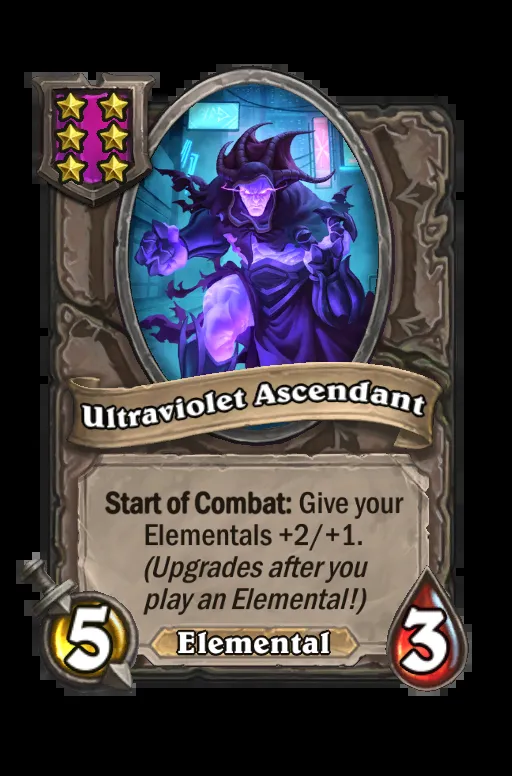 Ultraviolet Ascendant
Start of Combat: Give your
Elementals +2/+1.
(Upgrades after you
play an Elemental!)
5
Elemental
3